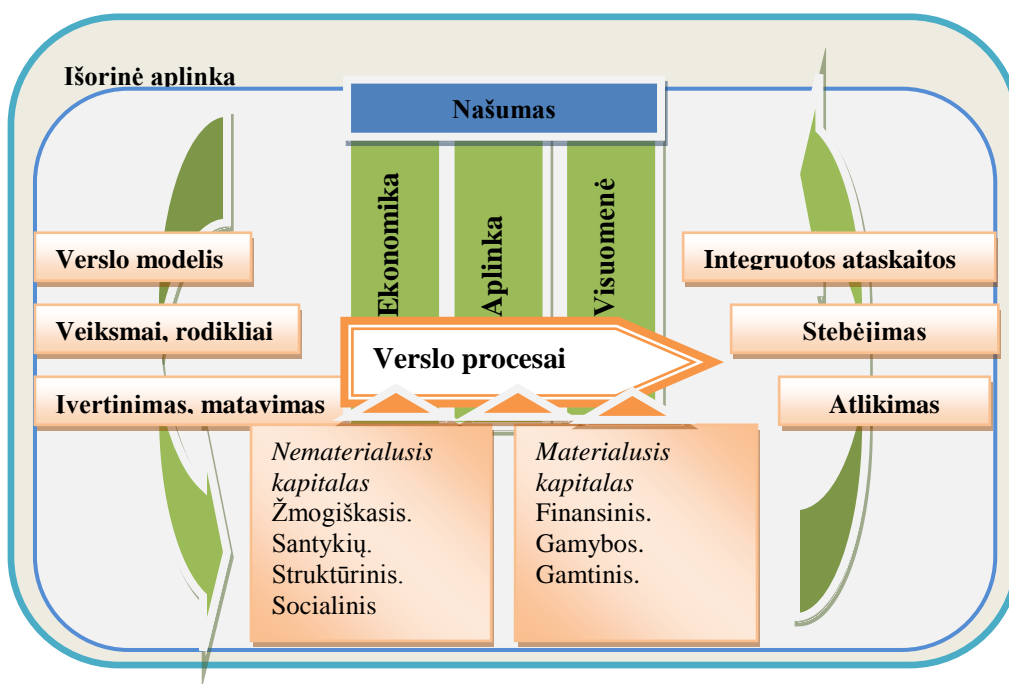 Išorinė aplinka
Našumas
Ekonomika
Aplinka
Visuomenė
Verslo modelis
Veiksmai, rodikliai
Įvertinimas, matavimas
Verslo procesai
Integruotos ataskaitos
Stebėjimas
Atlikimas
Nematerialusis
kapitalas
Žmogiškasis.
Santykių.
Struktūrinis.
Socialinis
Materialusis
kapitalas
Finansinis.
Gamybos.
Gamtinis.